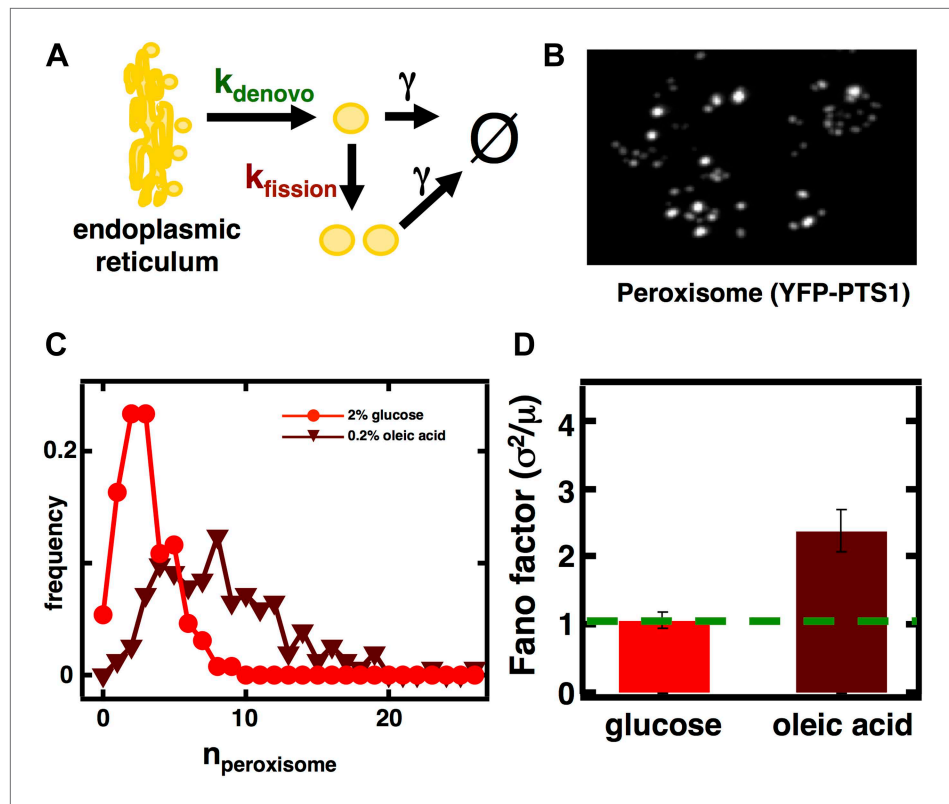 A
k_denovo
γ
Ø
k_fission
γ
endoplasmic
reticulum
B
Peroxisome (YFP-PTS1)
C
frequency
0.2
0
2% glucose
0.2% oleic acid
0
10
20
n_peroxisome
D
Fano factor (σ²/μ)
4
3
2
1
0
glucose
oleic acid